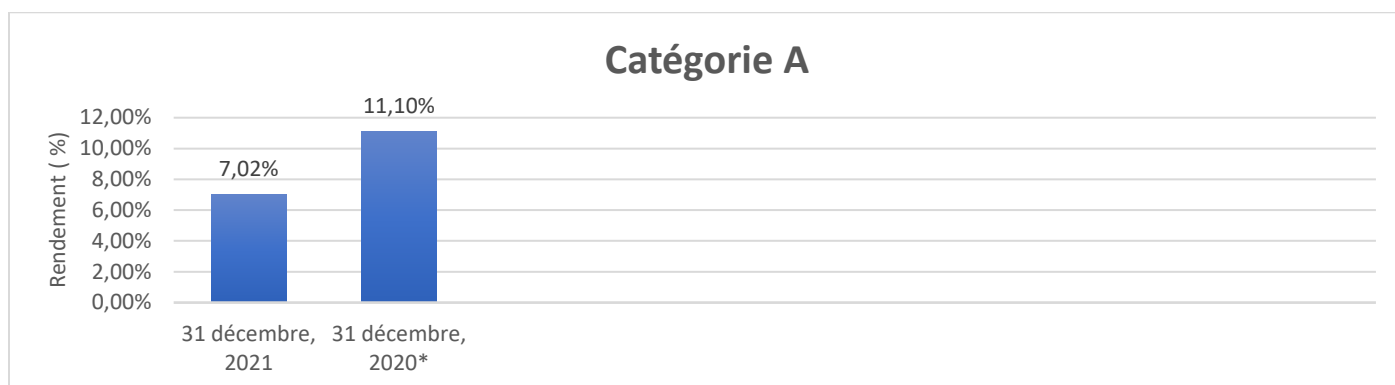 Catégorie A
Rendement ( %)
12,00%
10,00%
8,00%
6,00%
4,00%
2,00%
0,00%
7,02%
11,10%
31 décembre,
2021
31 décembre,
2020*